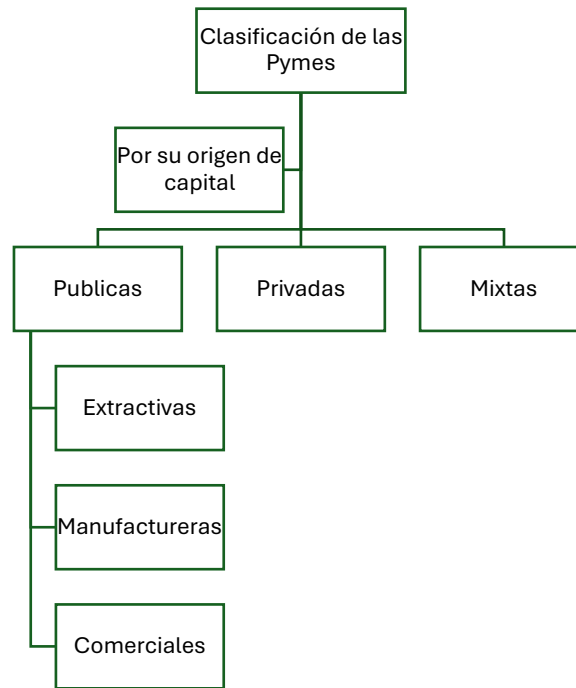 Clasificación de las
Pymes
Por su origen de
capital
Publicas
Privadas
Mixtas
Extractivas
Manufactureras
Comerciales